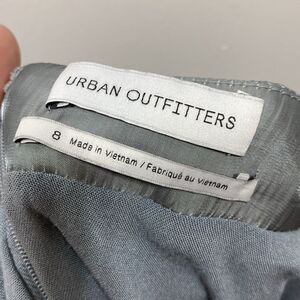 URBAN OUTFITTERS
8 Made in Vietnam / Fabriqué au Vietnam